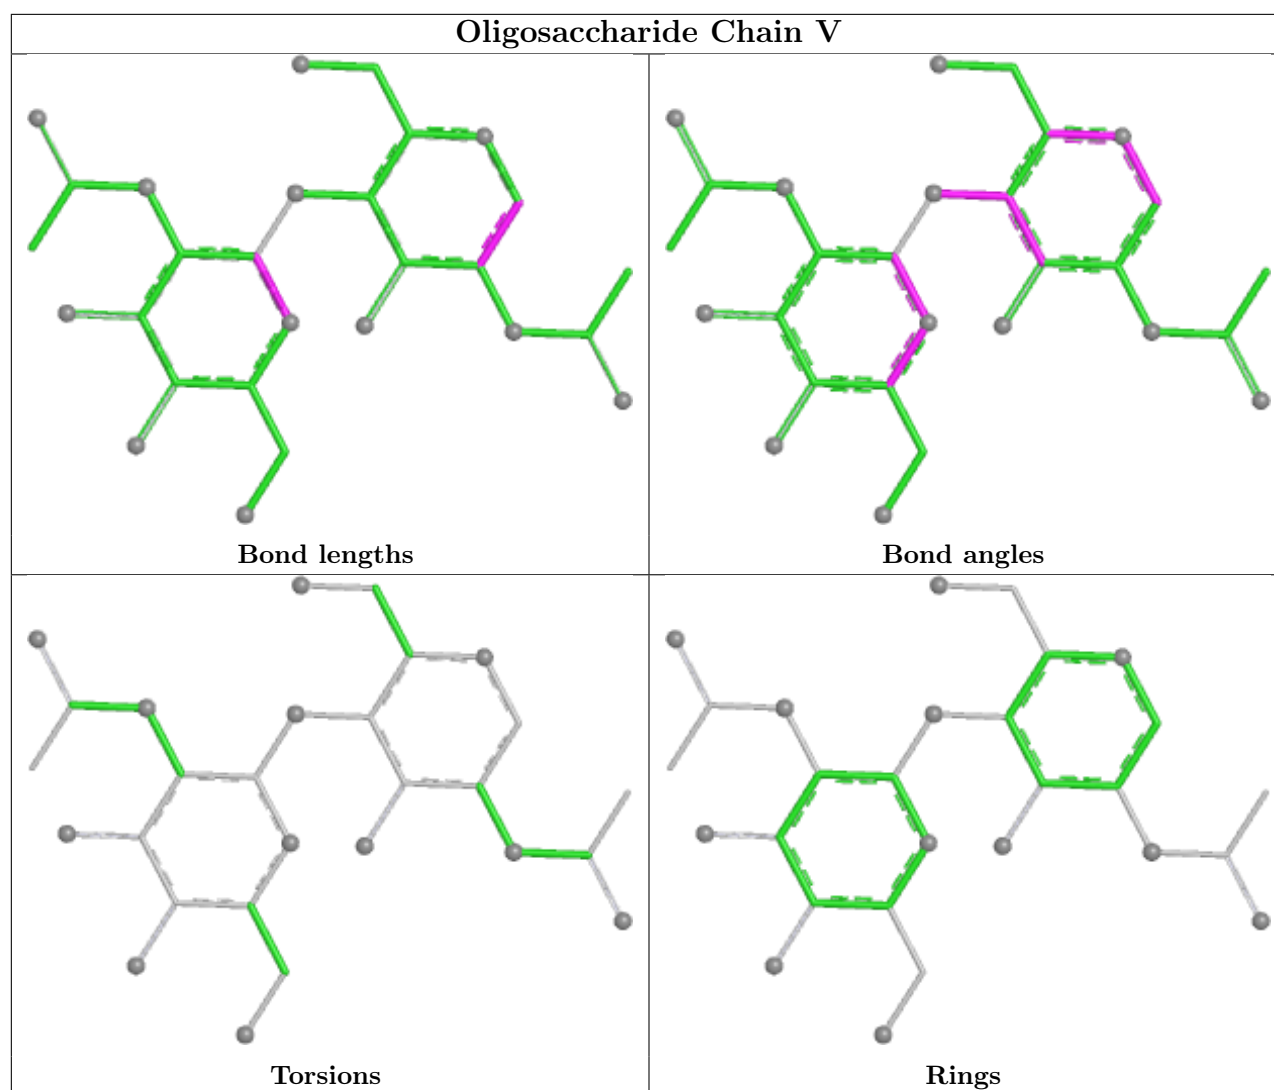 Oligosaccharide Chain V
Bond lengths
Bond angles
Torsions
Rings